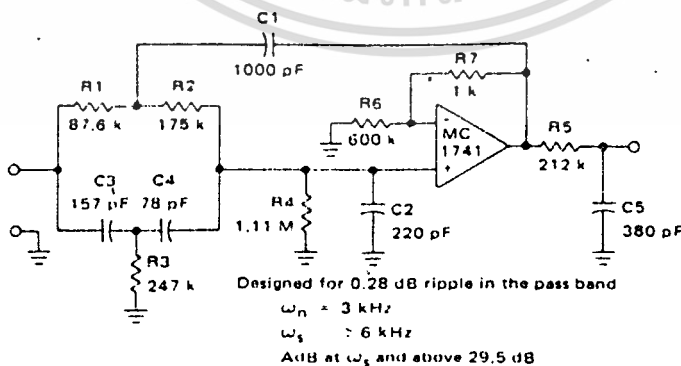 C1
1000 pF
R7
1 k
R1
87.6 k
R2
175 k
R6
600 k
MC
1741
-
+
R5
212 k
C3
157 pF
C4
78 pF
R4
1.11 M
C2
220 pF
C5
380 pF
R3
247 k
Designed for 0.28 dB ripple in the pass band
ωn = 3 kHz
ωs : 6 kHz
AdB at ωs and above 29.5 dB